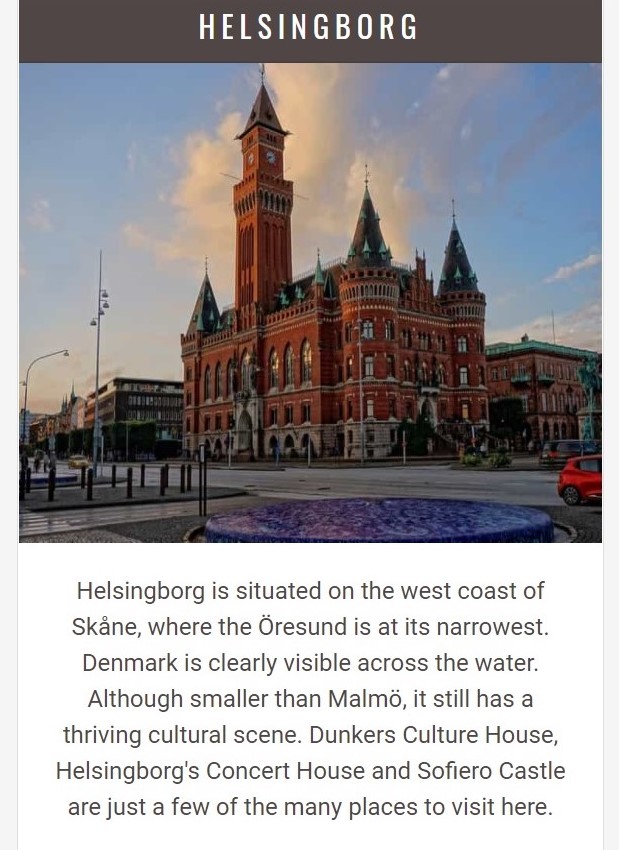 HELSINGBORG
Helsingborg is situated on the west coast of
Skåne, where the Öresund is at its narrowest.
Denmark is clearly visible across the water.
Although smaller than Malmö, it still has a
thriving cultural scene. Dunkers Culture House,
Helsingborg's Concert House and Sofiero Castle
are just a few of the many places to visit here.